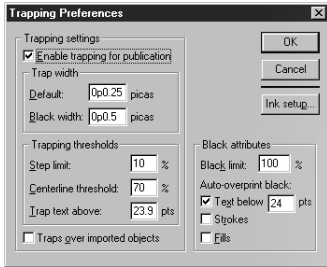 Trapping Preferences
Trapping settings
Enable trapping for publication
OK
Trap width
Cancel
Default: 0p0.25 picas
Black width: 0p0.5 picas
Ink setup...
Trapping thresholds
Black attributes
Step limit: 10 %
Black limit: 100 %
Centerline threshold: 70 %
Auto-overprint black:
Trap text above: 23.9 pts
Text below 24 pts
Strokes
Traps over imported objects
Fills